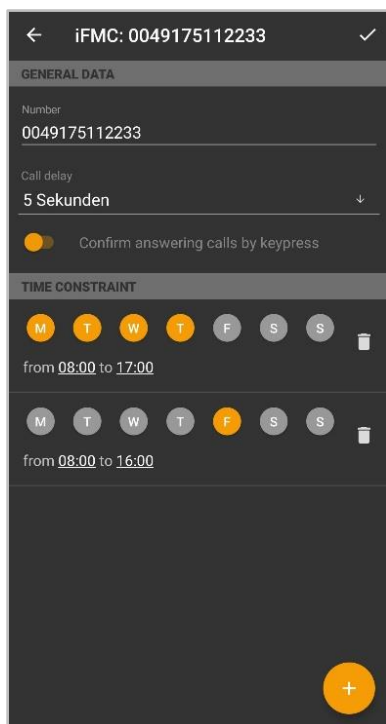 iFMC: 0049175112233
GENERAL DATA
Number
0049175112233
Call delay
5 Sekunden
Confirm answering calls by keypress
TIME CONSTRAINT
M T W T F S S
from 08:00 to 17:00
M T W T F S S
from 08:00 to 16:00
+